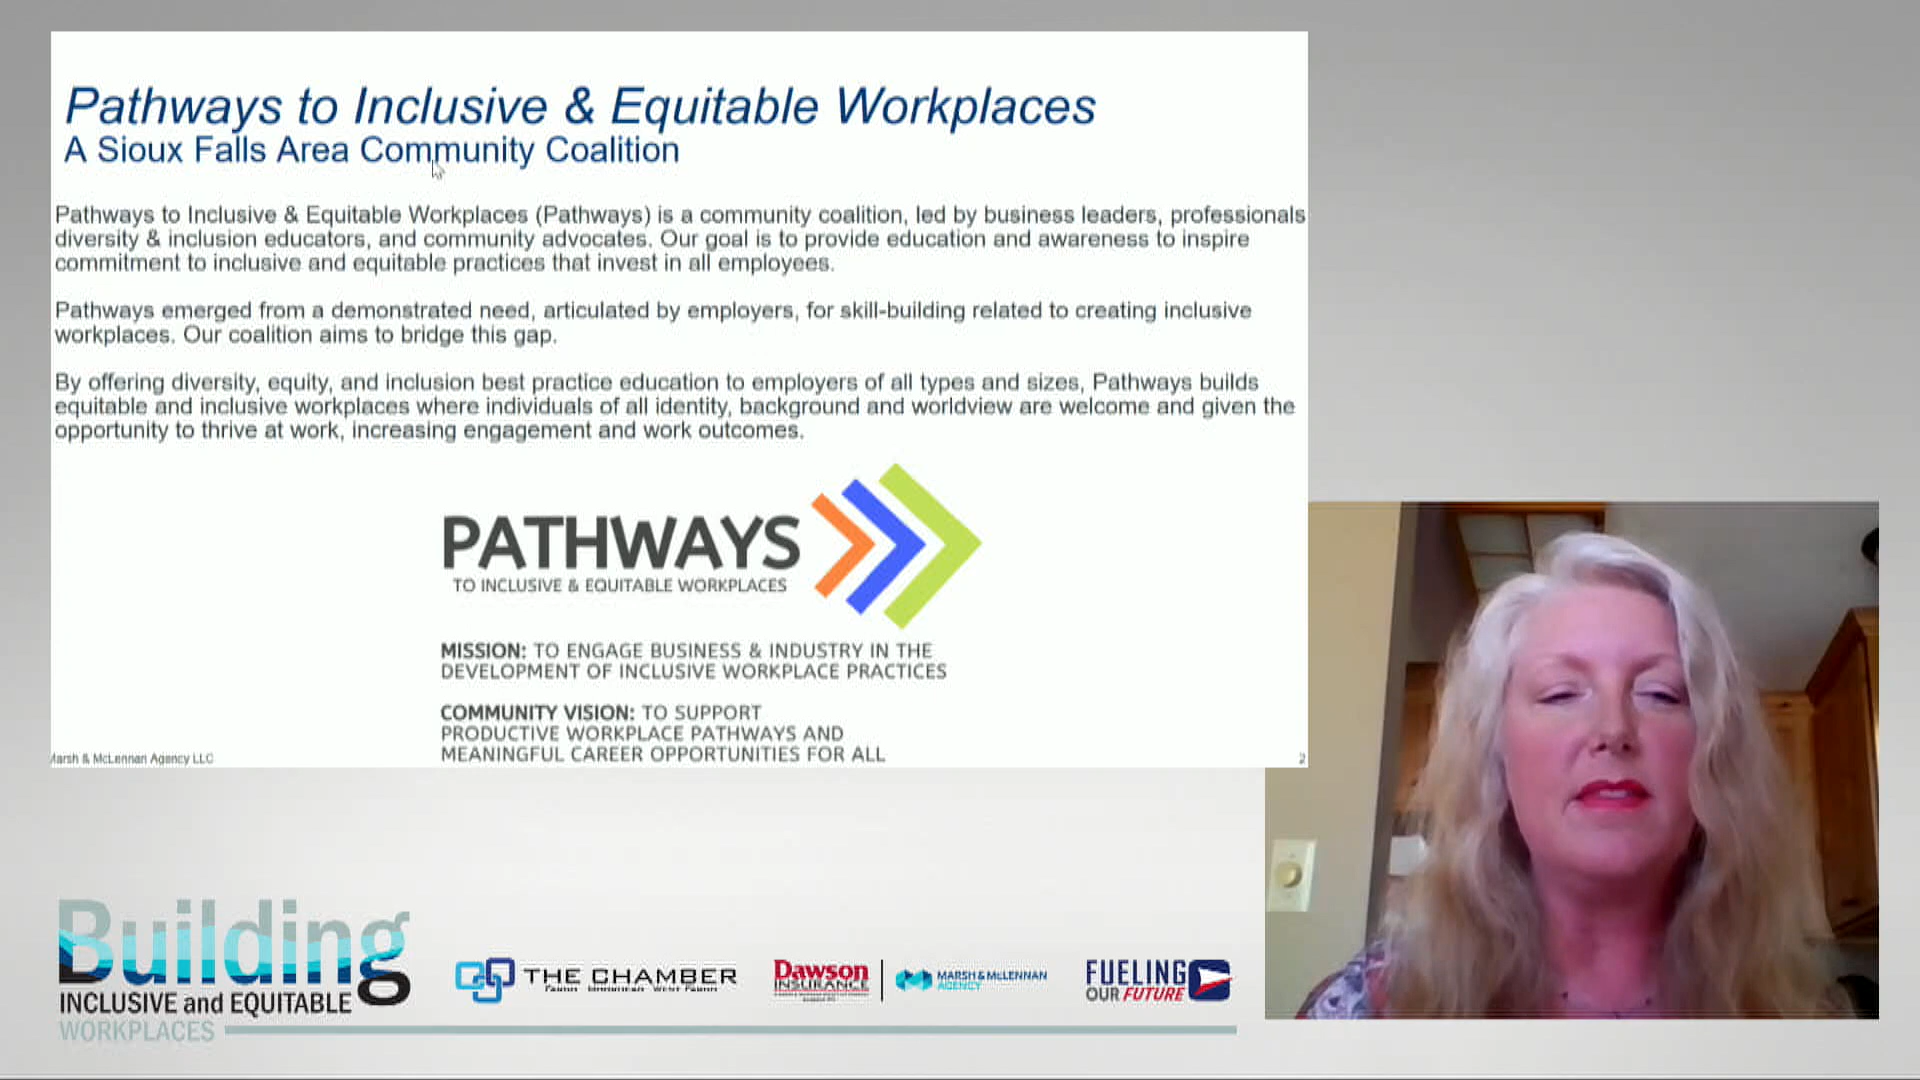 Pathways to Inclusive & Equitable Workplaces
A Sioux Falls Area Community Coalition
Pathways to Inclusive & Equitable Workplaces (Pathways) is a community coalition, led by business leaders, professionals
diversity & inclusion educators, and community advocates. Our goal is to provide education and awareness to inspire
commitment to inclusive and equitable practices that invest in all employees.
Pathways emerged from a demonstrated need, articulated by employers, for skill-building related to creating inclusive
workplaces. Our coalition aims to bridge this gap.
By offering diversity, equity, and inclusion best practice education to employers of all types and sizes, Pathways builds
equitable and inclusive workplaces where individuals of all identity, background and worldview are welcome and given the
opportunity to thrive at work, increasing engagement and work outcomes.
PATHWAYS
TO INCLUSIVE & EQUITABLE WORKPLACES
MISSION: TO ENGAGE BUSINESS & INDUSTRY IN THE
DEVELOPMENT OF INCLUSIVE WORKPLACE PRACTICES
COMMUNITY VISION: TO SUPPORT
PRODUCTIVE WORKPLACE PATHWAYS AND
MEANINGFUL CAREER OPPORTUNITIES FOR ALL
arsh & McLennan Agency LLC
2
Building
INCLUSIVE and EQUITABLE
WORKPLACES
THE CHAMBER
Dawson
INSURANCE
MARSH & McLENNAN
AGENCY
FUELING
OUR FUTURE